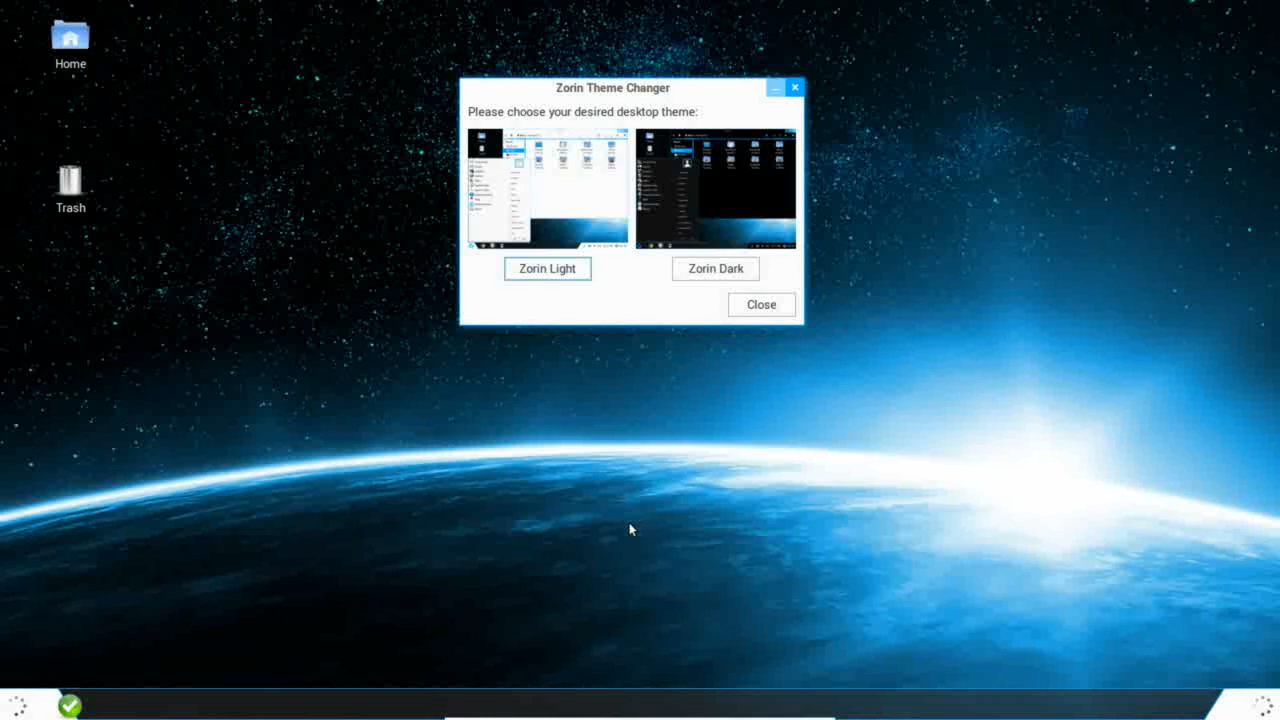 Home
Trash
Zorin Theme Changer
Please choose your desired desktop theme:
Zorin Light
Zorin Dark
Close